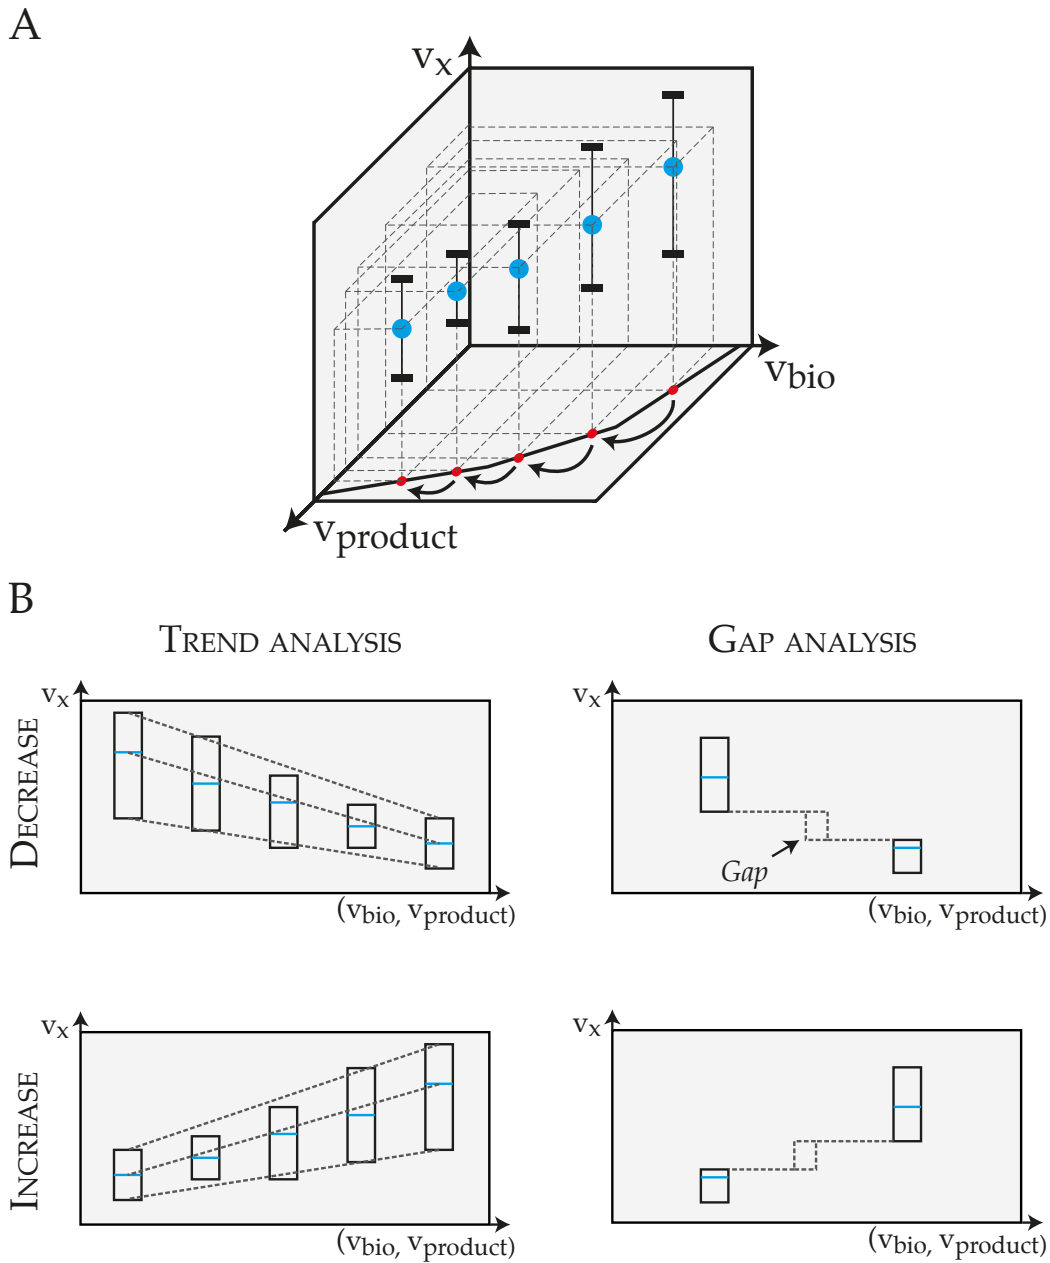 A
vx
vbio
vproduct
B
TREND ANALYSIS
GAP ANALYSIS
DECREASE
vx
(vbio, vproduct)
vx
Gap
(vbio, vproduct)
INCREASE
vx
(vbio, vproduct)
vx
(vbio, vproduct)